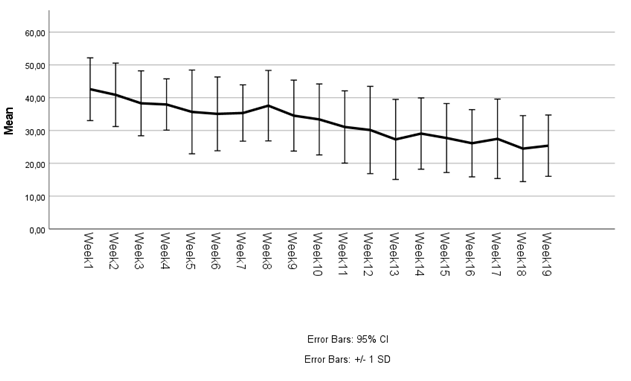 60,00
50,00
40,00
30,00
20,00
10,00
0,00
Mean
Week1
Week2
Week3
Week4
Week5
Week6
Week7
Week8
Week9
Week10
Week11
Week12
Week13
Week14
Week15
Week16
Week17
Week18
Week19
Error Bars: 95% CI
Error Bars: +/- 1 SD